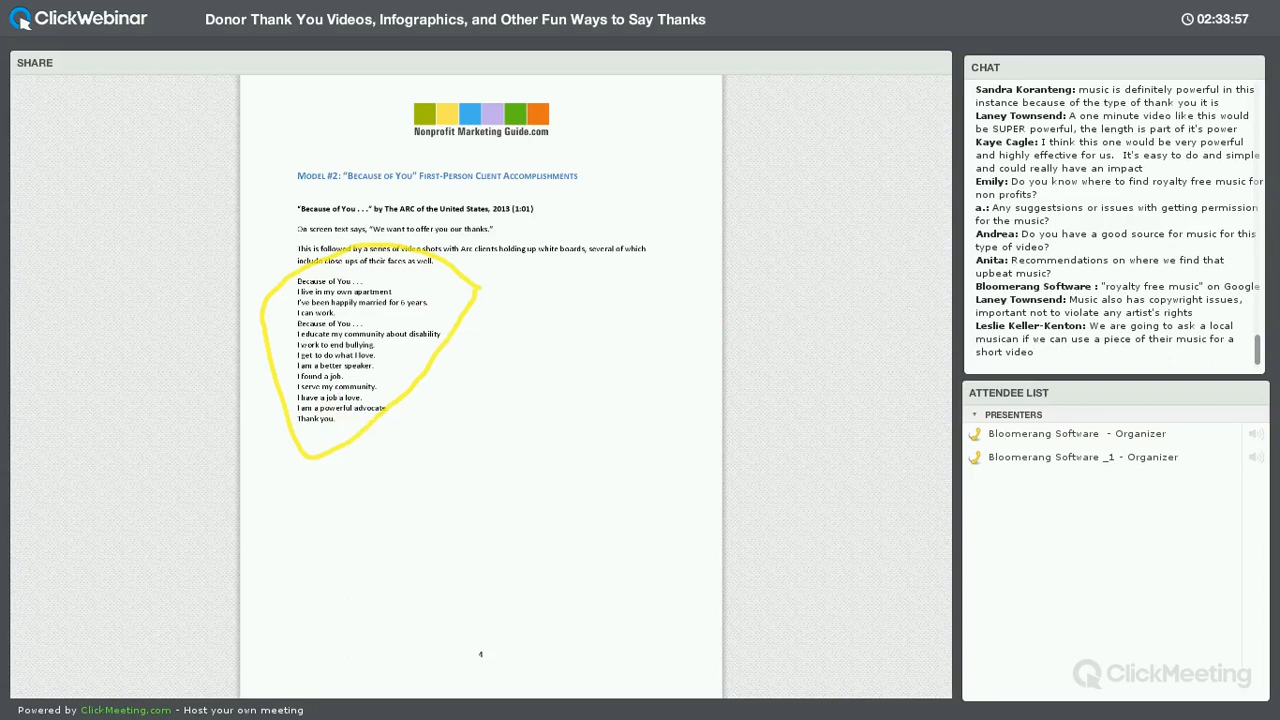 ClickWebinar
Donor Thank You Videos, Infographics, and Other Fun Ways to Say Thanks
02:33:57
SHARE
Nonprofit Marketing Guide.com
MODEL #2: "BECAUSE OF YOU" FIRST-PERSON CLIENT ACCOMPLISHMENTS
"Because of You . . ." by The ARC of the United States, 2013 (1:01)
On screen text says, "We want to offer you our thanks."
This is followed by a series of video shots with Arc clients holding up white boards, several of which
include close ups of their faces as well.
Because of You . . .
I live in my own apartment
I've been happily married for 6 years.
I can work.
Because of You . . .
I educate my community about disability
I work to end bullying.
I get to do what I love.
I am a better speaker.
I found a job.
I serve my community.
I have a job a love.
I am a powerful advocate
Thank you.
4
CHAT
Sandra Koranteng: music is definitely powerful in this
instance because of the type of thank you it is
Laney Townsend: A one minute video like this would
be SUPER powerful, the length is part of it's power
Kaye Cagle: I think this one would be very powerful
and highly effective for us. It's easy to do and simple
and could really have an impact
Emily: Do you know where to find royalty free music for
non profits?
a.: Any suggestsions or issues with getting permission
for the music?
Andrea: Do you have a good source for music for this
type of video?
Anita: Recommendations on where we find that
upbeat music?
Bloomerang Software : "royalty free music" on Google
Laney Townsend: Music also has copywright issues,
important not to violate any artist's rights
Leslie Keller-Kenton: We are going to ask a local
musican if we can use a piece of their music for a
short video
ATTENDEE LIST
PRESENTERS
Bloomerang Software - Organizer
Bloomerang Software _1 - Organizer
ClickMeeting
Powered by ClickMeeting.com - Host your own meeting